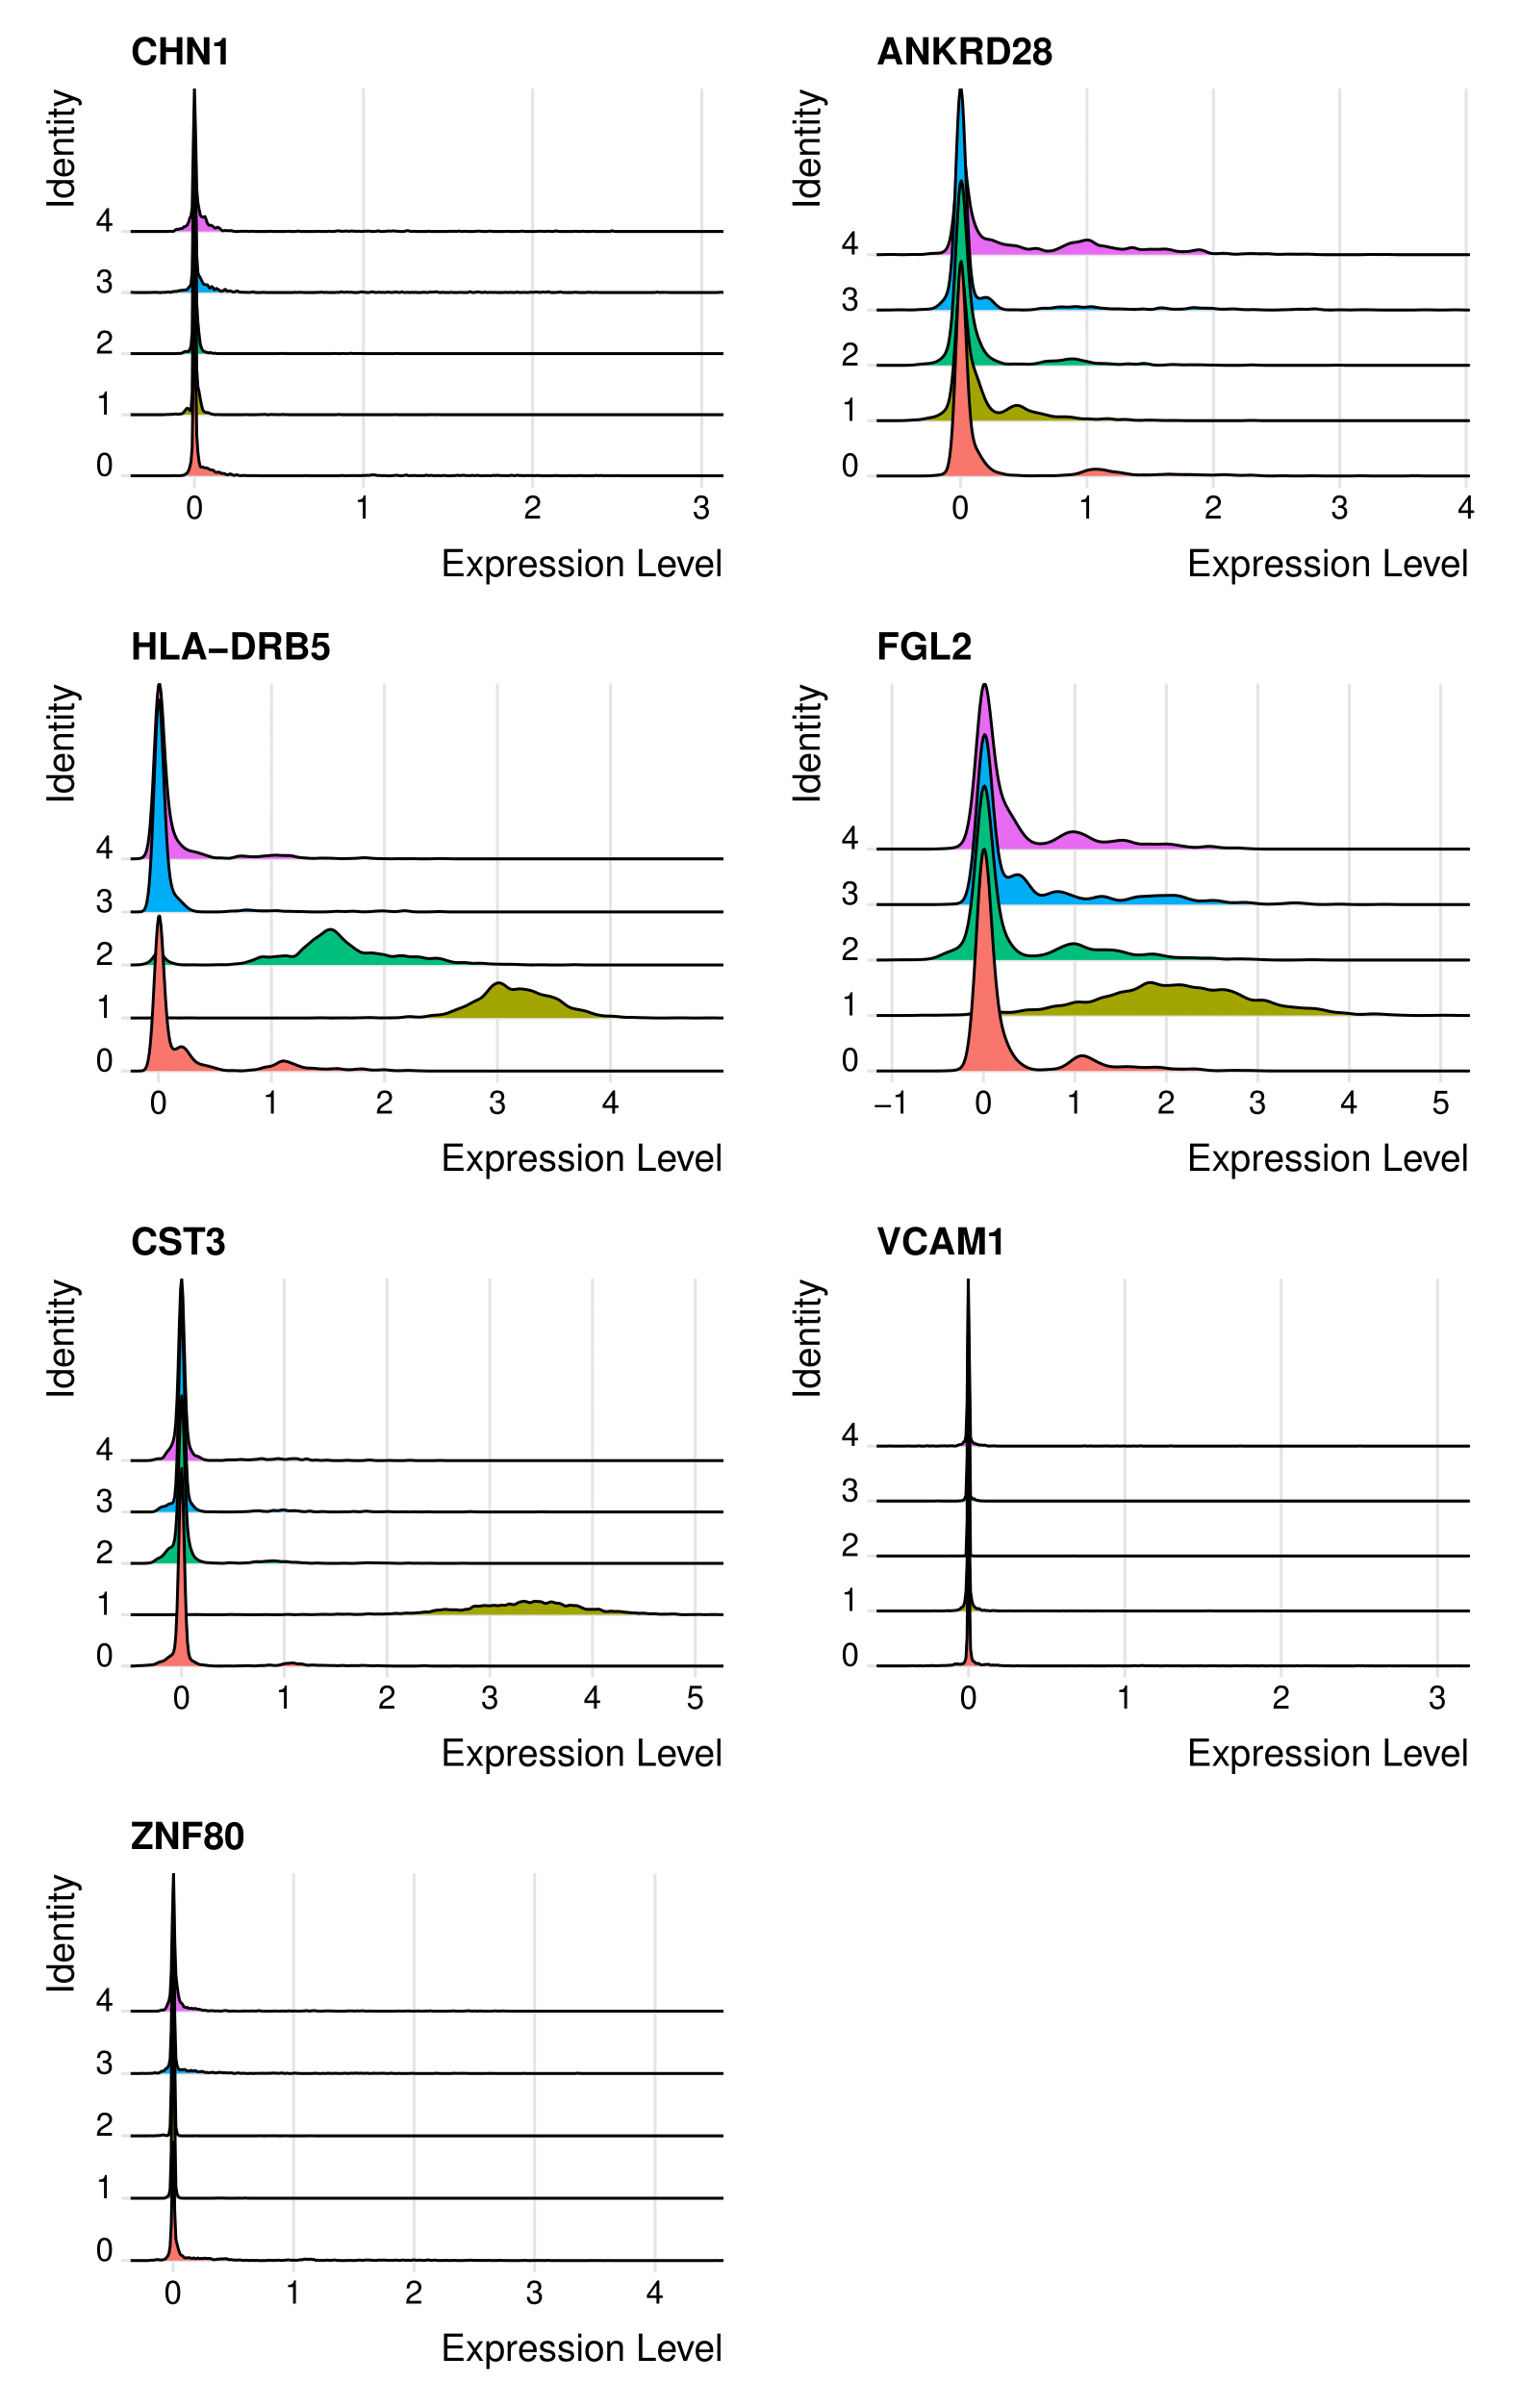 CHN1
Identity
4
3
2
1
0
0 1 2 3
Expression Level
ANKRD28
Identity
4
3
2
1
0
0 1 2 3 4
Expression Level
HLA−DRB5
Identity
4
3
2
1
0
0 1 2 3 4
Expression Level
FGL2
Identity
4
3
2
1
0
−1 0 1 2 3 4 5
Expression Level
CST3
Identity
4
3
2
1
0
0 1 2 3 4 5
Expression Level
VCAM1
Identity
4
3
2
1
0
0 1 2 3
Expression Level
ZNF80
Identity
4
3
2
1
0
0 1 2 3 4
Expression Level